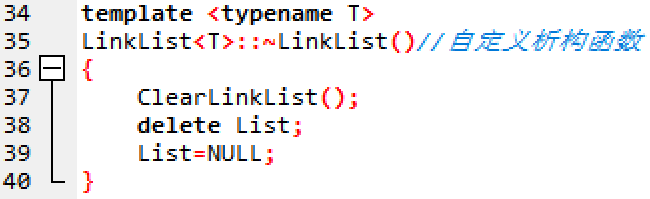 34 template <typename T>
35 LinkList<T>::~LinkList()//自定义析构函数
36 {
37 ClearLinkList();
38 delete List;
39 List=NULL;
40 }